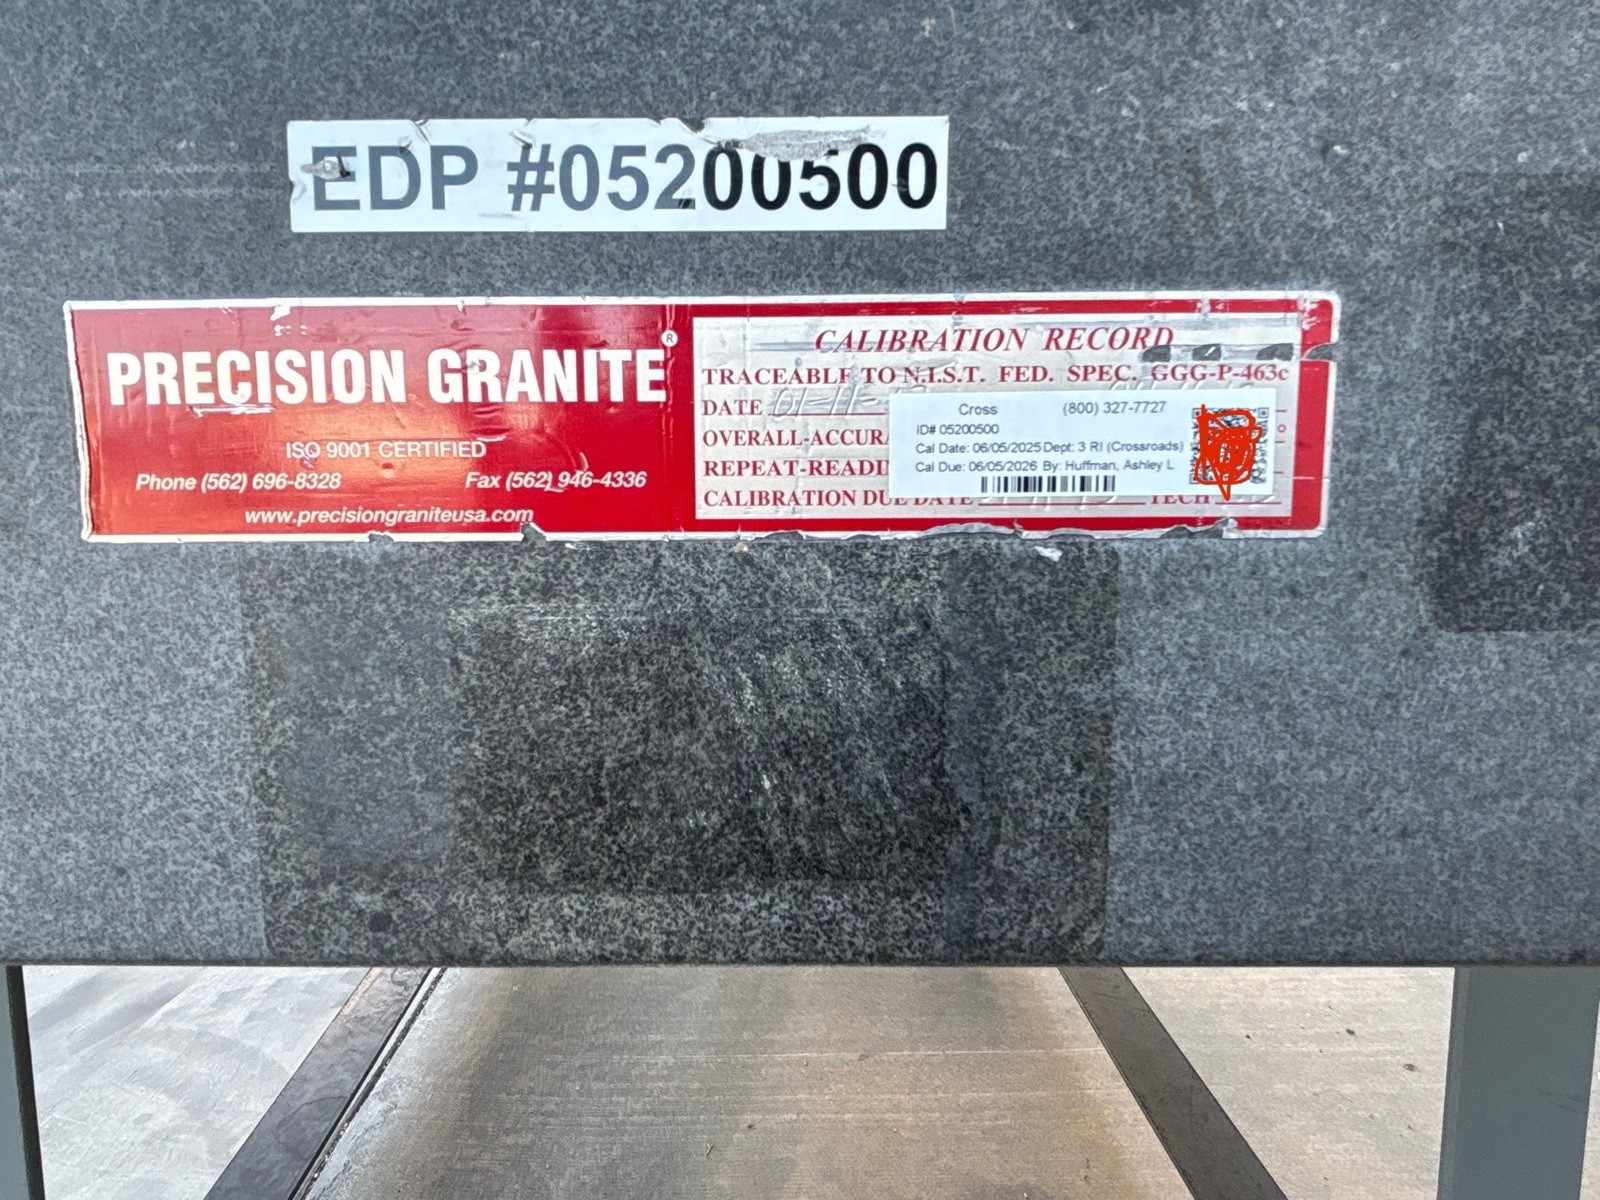 EDP #05200500
PRECISION GRANITE®
ISO 9001 CERTIFIED
Phone (562) 696-8328 Fax (562) 946-4336
www.precisiongraniteusa.com
CALIBRATION RECORD
TRACEABLE TO N.I.S.T. FED. SPEC. GGG-P-463c
DATE 01-11-
OVERALL-ACCURA
REPEAT-READIN
CALIBRATION DUE DATE TECH
Cross (800) 327-7727
ID# 05200500
Cal Date: 06/05/2025 Dept: 3 RI (Crossroads)
Cal Due: 06/05/2026 By: Huffman, Ashley L